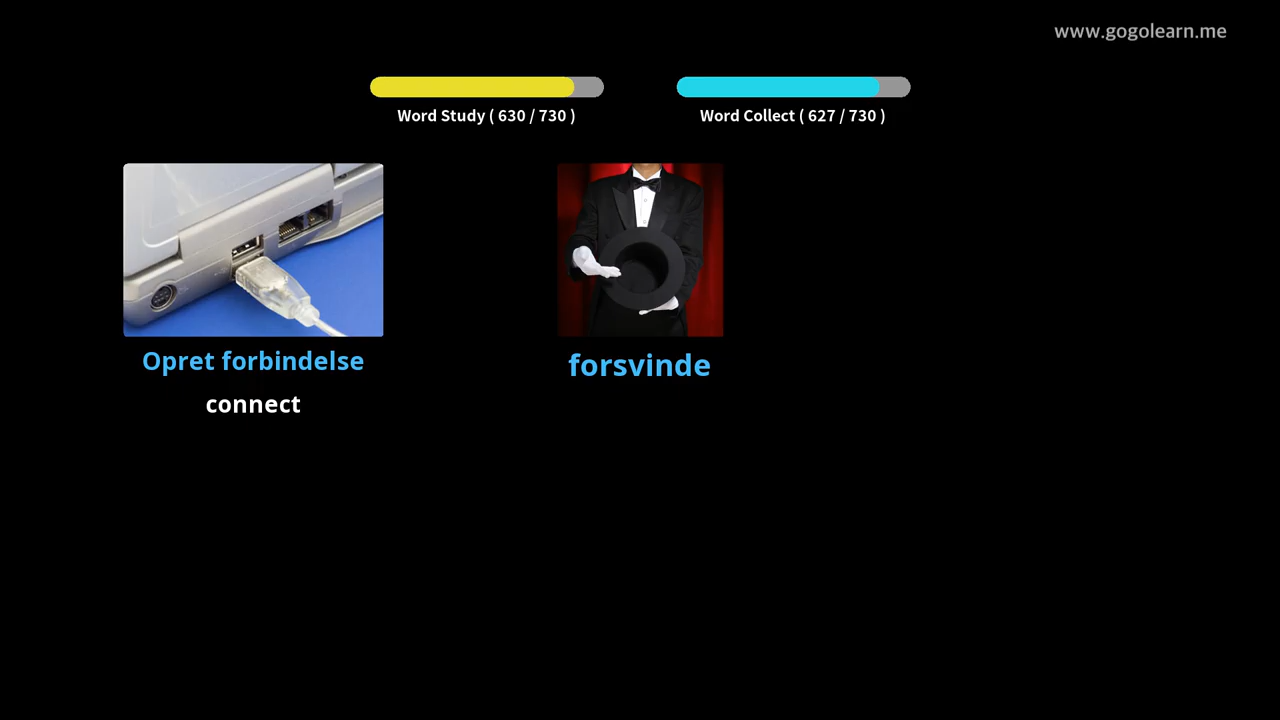 www.gogolearn.me
Word Study ( 630 / 730 )
Word Collect ( 627 / 730 )
Opret forbindelse
connect
forsvinde